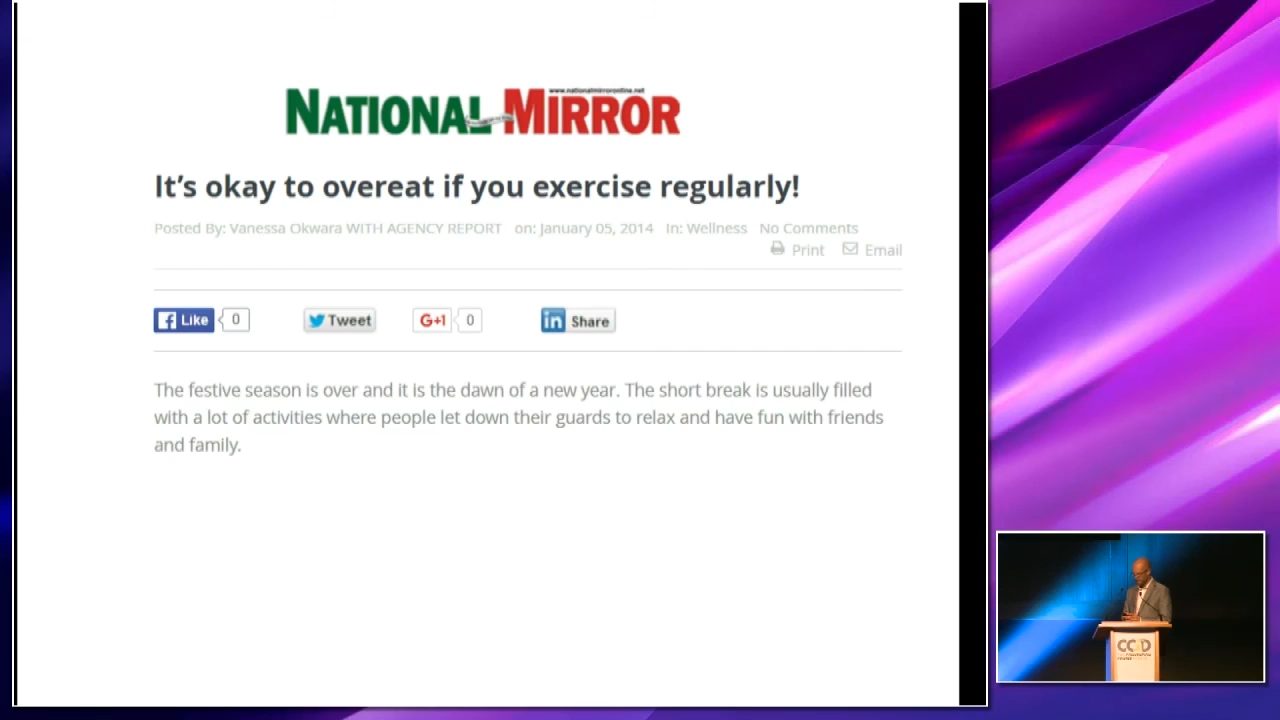 www.nationalmirroronline.net
NATIONAL MIRROR
It's okay to overeat if you exercise regularly!
Posted By: Vanessa Okwara WITH AGENCY REPORT on: January 05, 2014 In: Wellness No Comments
Print Email
Like 0 Tweet G+1 0 in Share
The festive season is over and it is the dawn of a new year. The short break is usually filled
with a lot of activities where people let down their guards to relax and have fun with friends
and family.